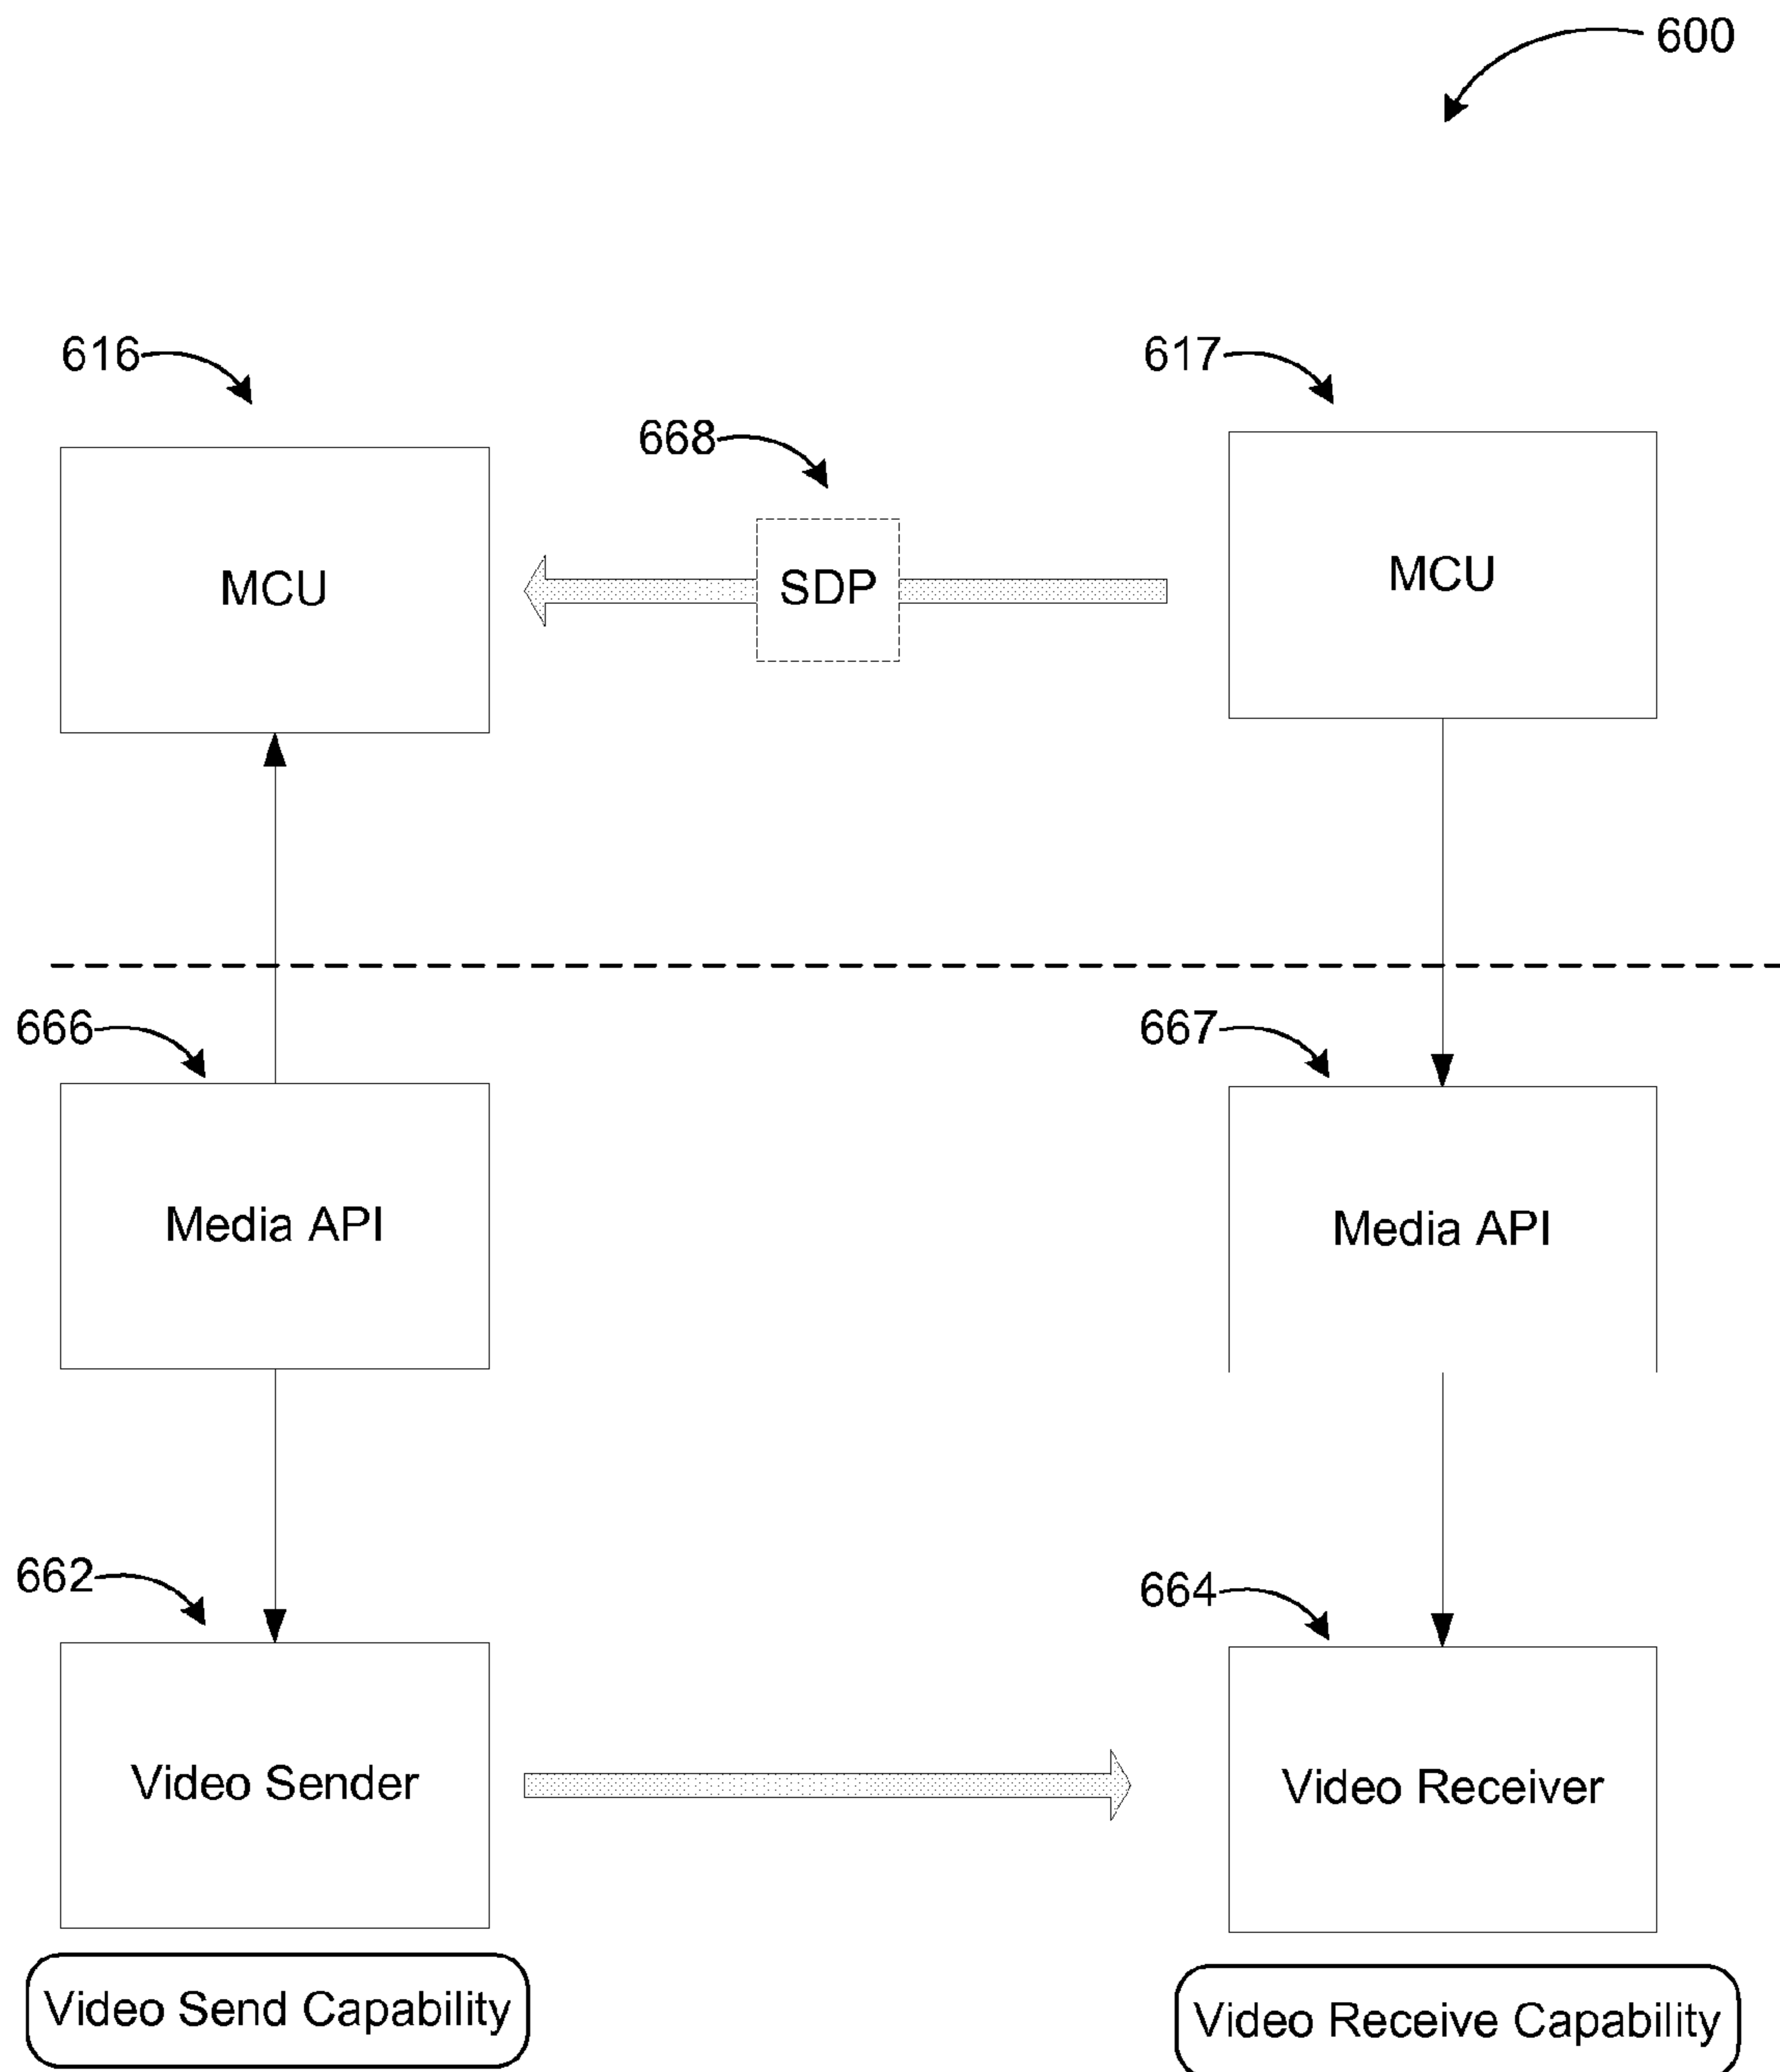 600
616
617
668
MCU
SDP
MCU
666
667
Media API
Media API
662
664
Video Sender
Video Receiver
Video Send Capability
Video Receive Capability